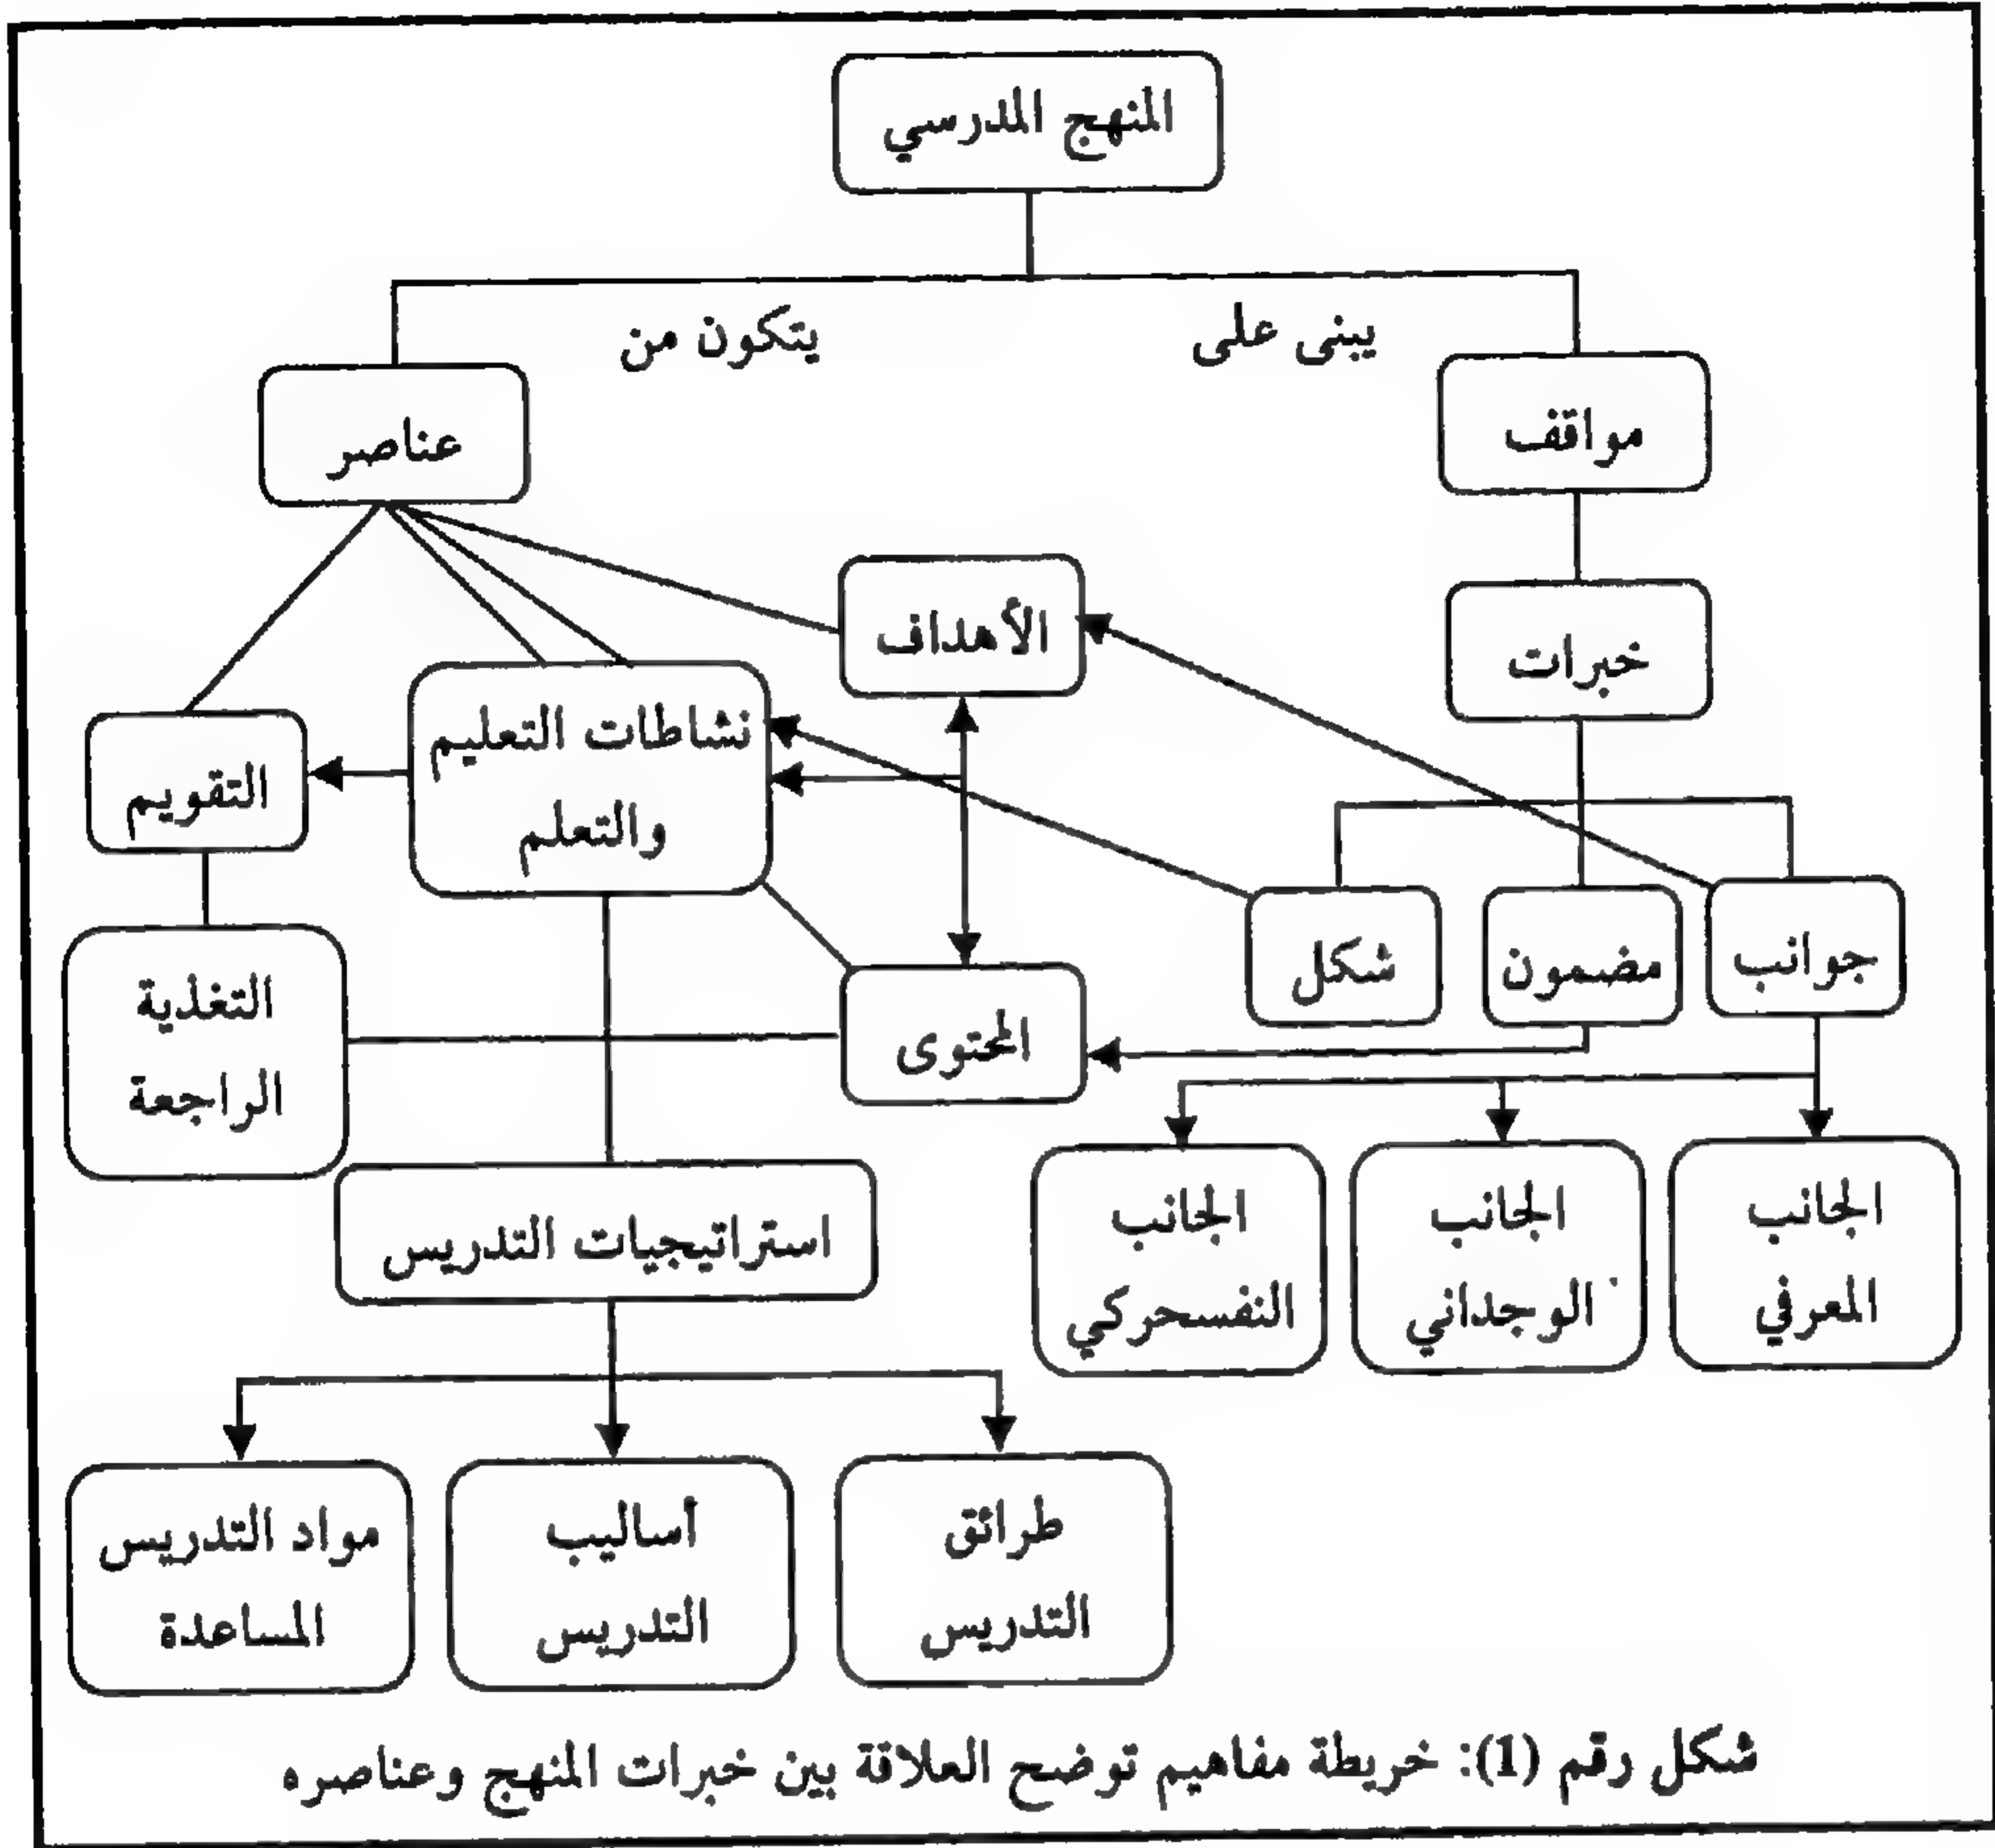 المنهج المدرسي
يبنى على
يتكون من
مواقف
عناصر
خبرات
الأهداف
نشاطات التعليم
والتعلم
التقويم
جوانب
مضمون
شكل
المحتوى
التغذية
الراجعة
الجانب
المعرفي
الجانب
الوجداني
الجانب
النفسحركي
استراتيجيات التدريس
طرائق
التدريس
أساليب
التدريس
مواد التدريس
المساعدة
شكل رقم (1): خريطة مفاهيم توضح العلاقة بين خبرات المنهج وعناصره